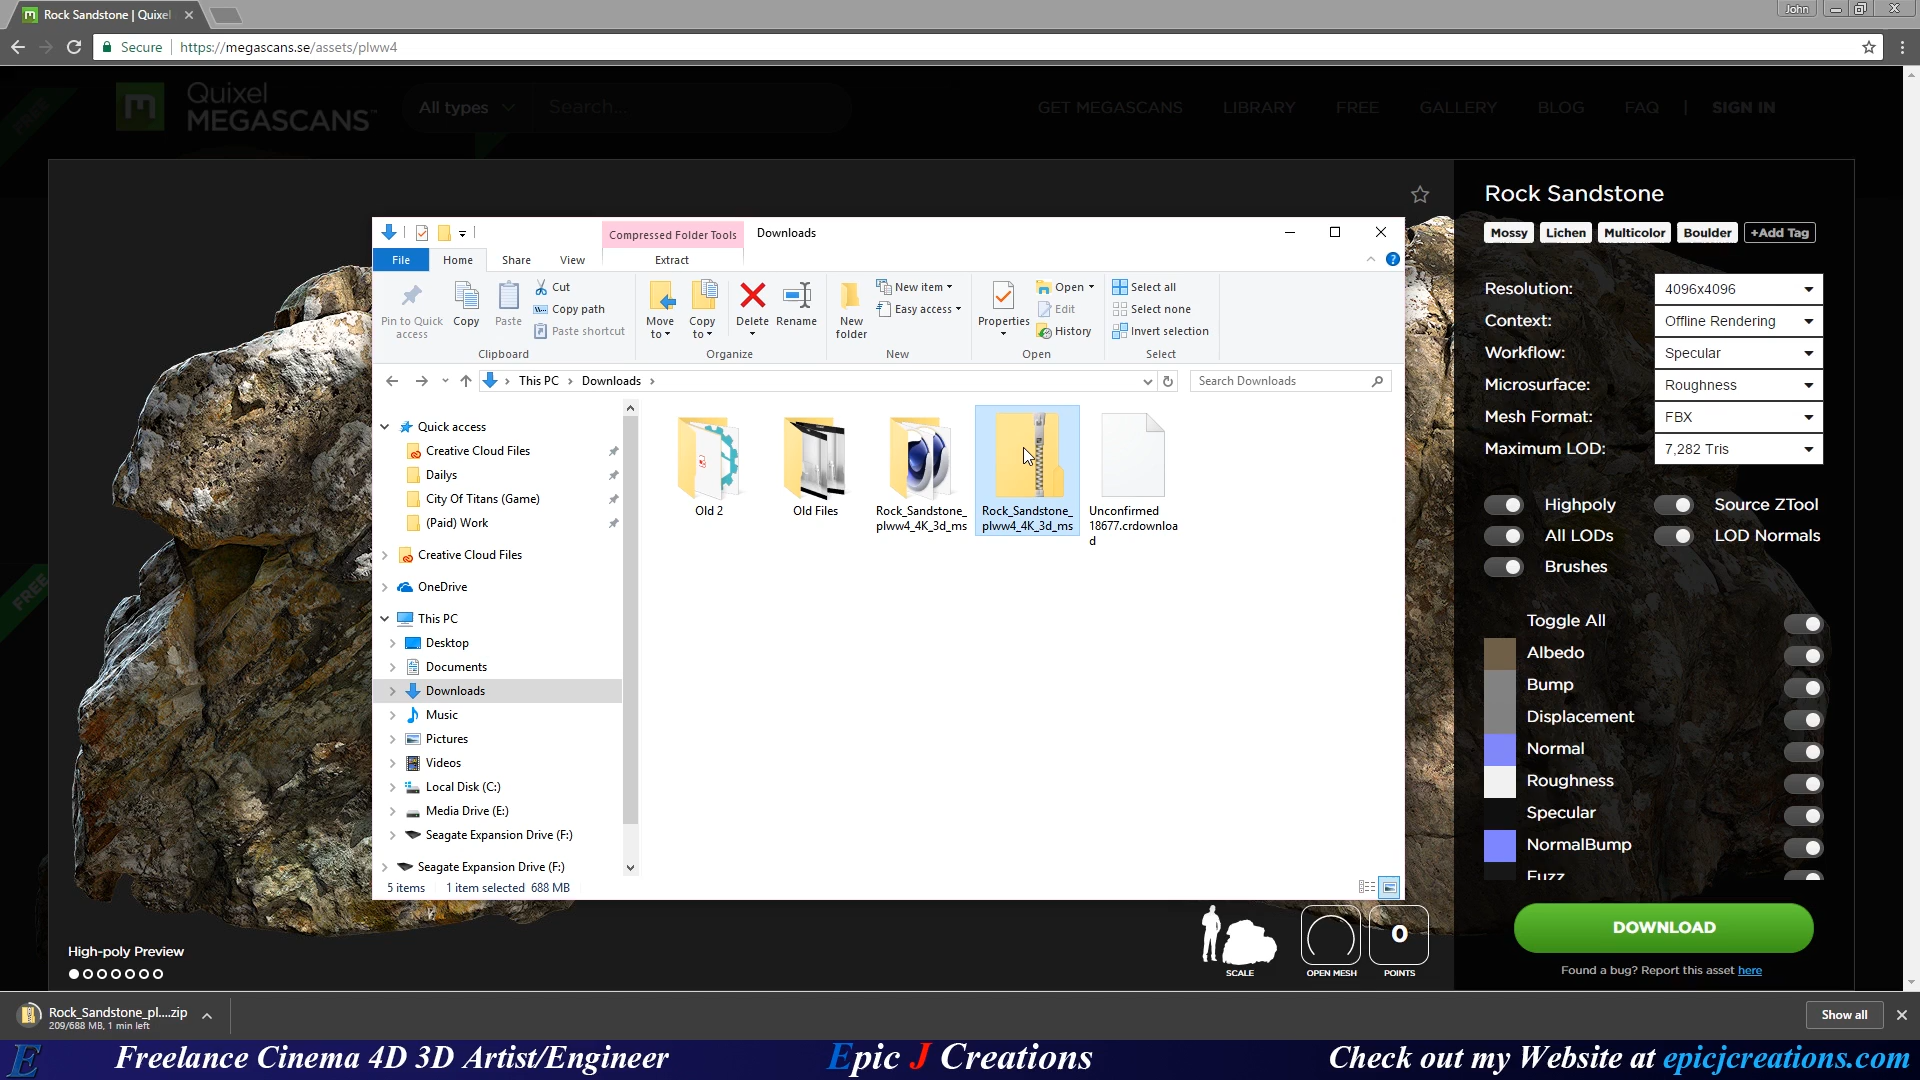 Rock Sandstone | Quixel
John
Secure
https://megascans.se/assets/plww4
Quixel
MEGASCANS™
All types
Search...
GET MEGASCANS
LIBRARY
FREE
GALLERY
BLOG
FAQ
|
SIGN IN
FREE
Rock Sandstone
Mossy
Lichen
Multicolor
Boulder
+Add Tag
Resolution:
4096x4096
Context:
Offline Rendering
Workflow:
Specular
Microsurface:
Roughness
Mesh Format:
FBX
Maximum LOD:
7,282 Tris
Highpoly
Source ZTool
All LODs
LOD Normals
Brushes
Toggle All
Albedo
Bump
Displacement
Normal
Roughness
Specular
NormalBump
Fuzz
DOWNLOAD
Found a bug? Report this asset here
Compressed Folder Tools
Downloads
File
Home
Share
View
Extract
Pin to Quick access
Copy
Paste
Cut
Copy path
Paste shortcut
Clipboard
Move to
Copy to
Delete
Rename
Organize
New folder
New item
Easy access
New
Properties
Open
Edit
History
Open
Select all
Select none
Invert selection
Select
This PC
Downloads
Search Downloads
Quick access
Creative Cloud Files
Dailys
City Of Titans (Game)
(Paid) Work
Creative Cloud Files
OneDrive
This PC
Desktop
Documents
Downloads
Music
Pictures
Videos
Local Disk (C:)
Media Drive (E:)
Seagate Expansion Drive (F:)
Seagate Expansion Drive (F:)
Old 2
Old Files
Rock_Sandstone_
plww4_4K_3d_ms
Rock_Sandstone_
plww4_4K_3d_ms
Unconfirmed
18677.crdownloa
d
5 items
1 item selected 688 MB
FREE
High-poly Preview
SCALE
OPEN MESH
0
POINTS
Rock_Sandstone_pl....zip
209/688 MB, 1 min left
Show all
E
Freelance Cinema 4D 3D Artist/Engineer
Epic J Creations
Check out my Website at epicjcreations.com